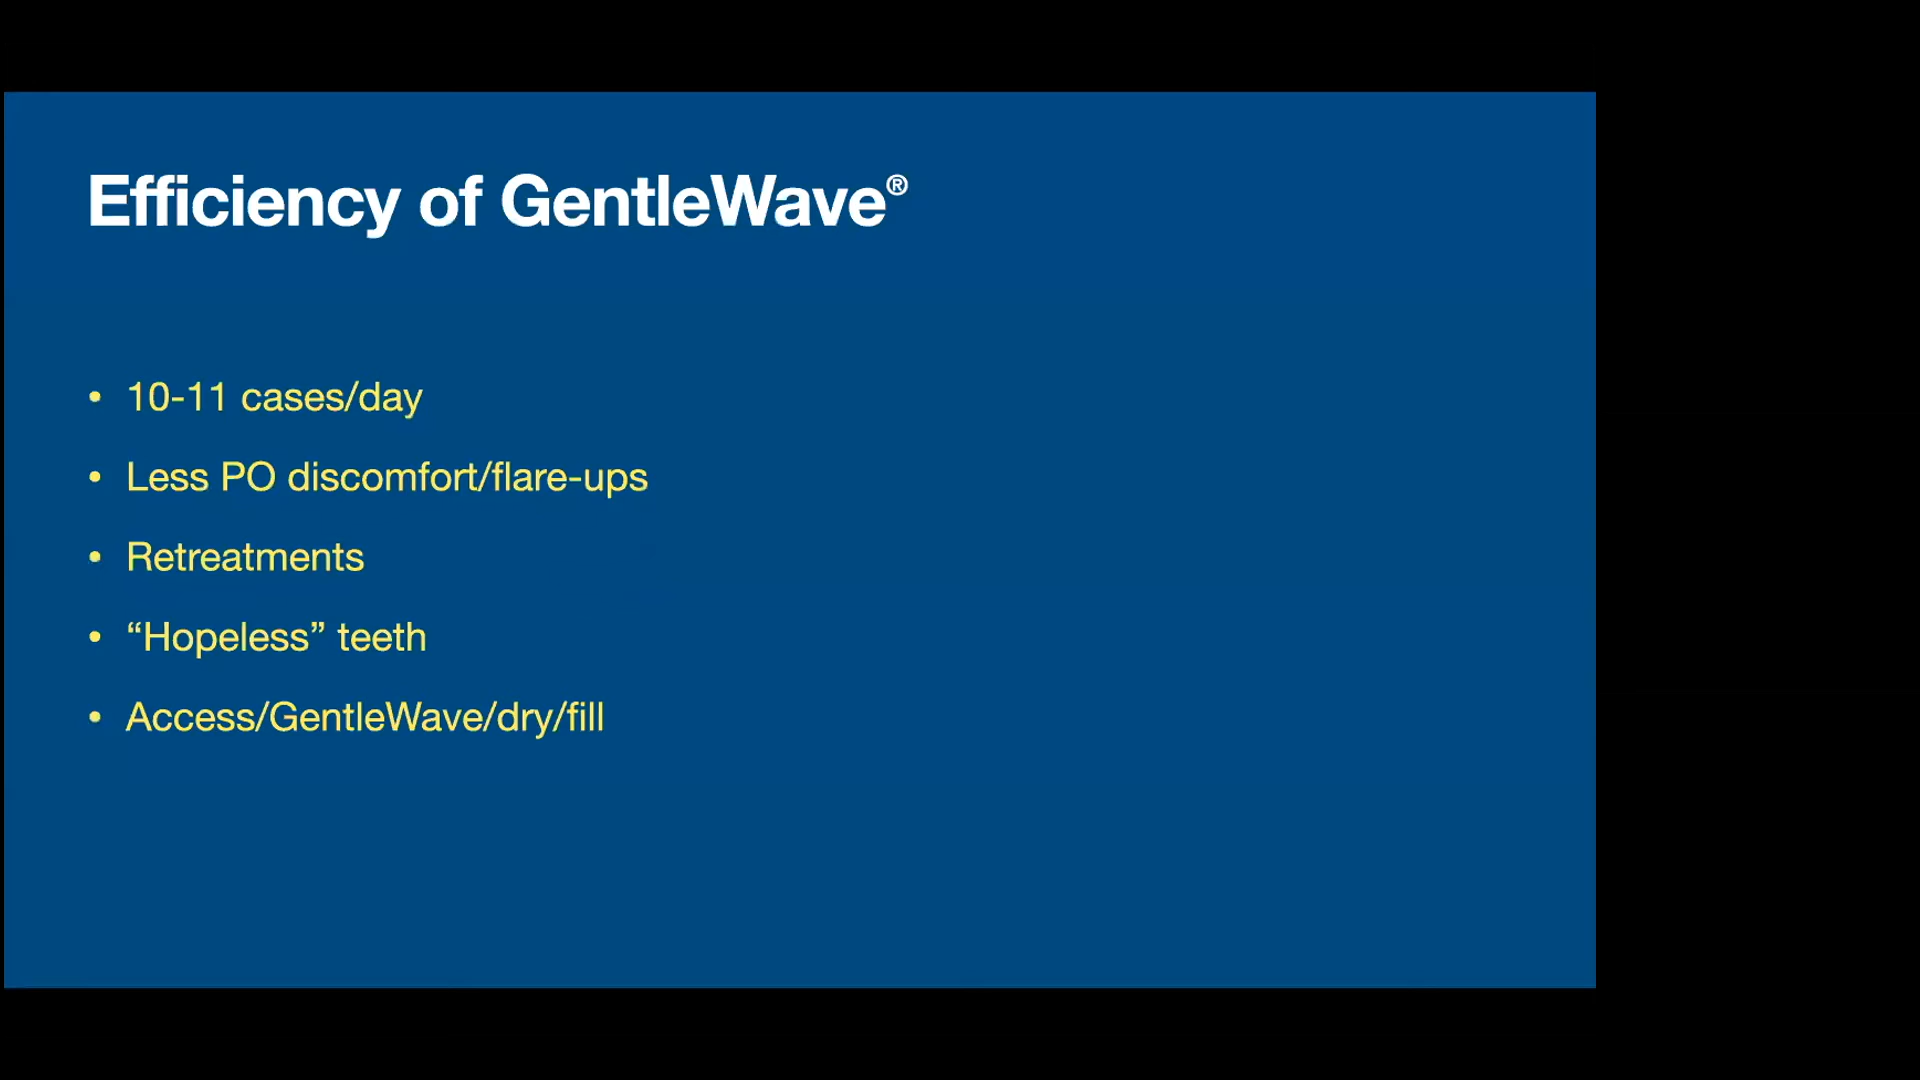 Efficiency of GentleWave®
• 10-11 cases/day
• Less PO discomfort/flare-ups
• Retreatments
• “Hopeless” teeth
• Access/GentleWave/dry/fill